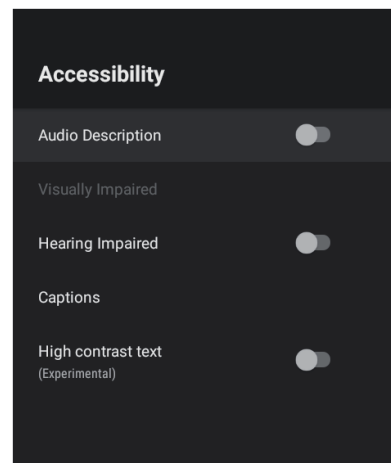 Accessibility
Audio Description
Visually Impaired
Hearing Impaired
Captions
High contrast text
(Experimental)